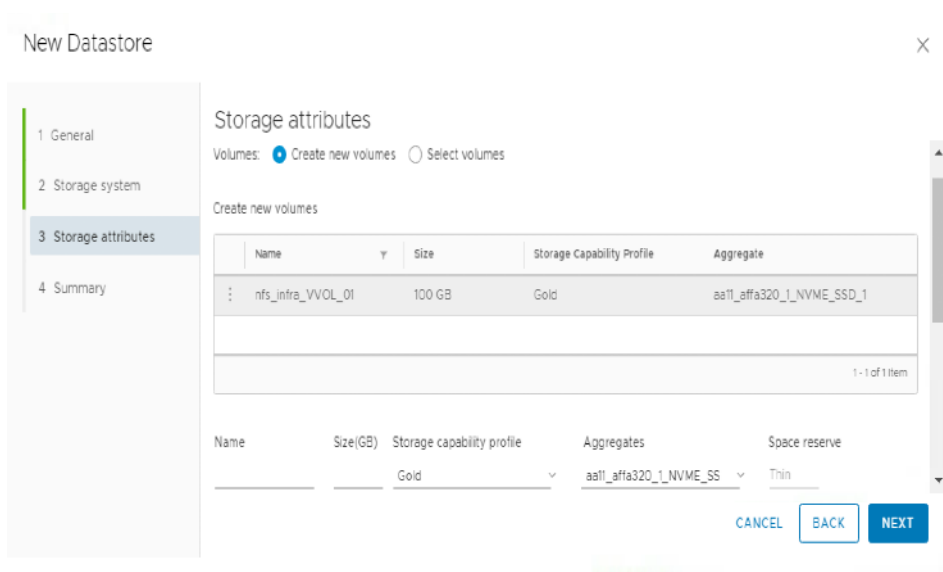 New Datastore
1 General
2 Storage system
3 Storage attributes
4 Summary
Storage attributes
Volumes: Create new volumes Select volumes
Create new volumes
Name Size Storage Capability Profile Aggregate
nfs_infra_VVOL_01 100 GB Gold aa11_affa320_1_NVME_SSD_1
1 - 1 of 1 Item
Name Size(GB) Storage capability profile Aggregates Space reserve
Gold aa11_affa320_1_NVME_SS Thin
CANCEL BACK NEXT